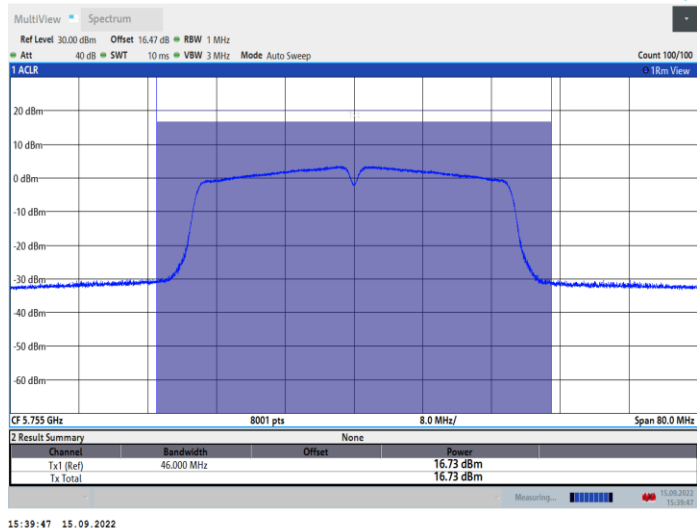 MultiView Spectrum
Ref Level 30.00 dBm Offset 16.47 dB RBW 1 MHz
Att 40 dB SWT 10 ms VBW 3 MHz Mode Auto Sweep Count 100/100
1 ACLR 1Rm View
20 dBm
10 dBm
0 dBm
-10 dBm
-20 dBm
-30 dBm
-40 dBm
-50 dBm
-60 dBm
CF 5.755 GHz 8001 pts 8.0 MHz/ Span 80.0 MHz
2 Result Summary None
Channel Bandwidth Offset Power
Tx1 (Ref) 46.000 MHz 16.73 dBm
Tx Total 16.73 dBm
Measuring... 15.09.2022
15:39:47
15:39:47 15.09.2022